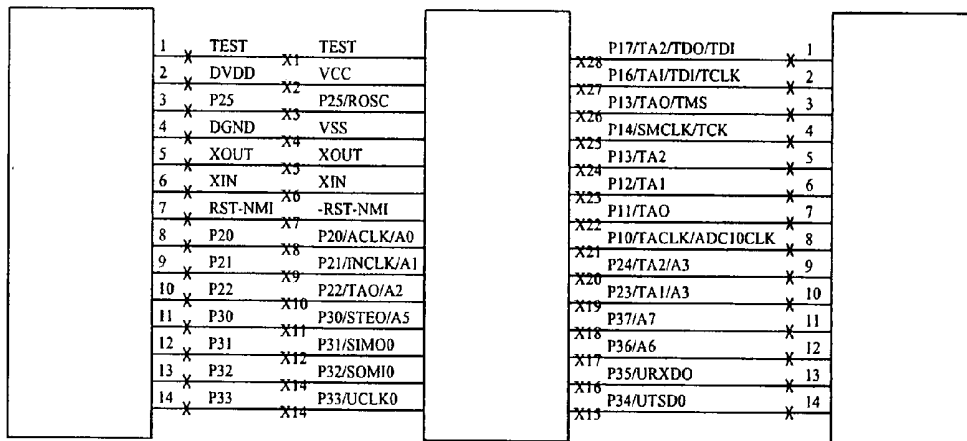 1 TEST X1 TEST
2 DVDD X2 VCC
3 P25 X3 P25/ROSC
4 DGND X4 VSS
5 XOUT X5 XOUT
6 XIN X6 XIN
7 RST-NMI X7 -RST-NMI
8 P20 X8 P20/ACLK/A0
9 P21 X9 P21/INCLK/A1
10 P22 X10 P22/TAO/A2
11 P30 X11 P30/STEO/A5
12 P31 X12 P31/SIMO0
13 P32 X14 P32/SOMI0
14 P33 X14 P33/UCLK0
X28 P17/TA2/TDO/TDI 1
X27 P16/TA1/TDI/TCLK 2
X26 P13/TAO/TMS 3
X25 P14/SMCLK/TCK 4
X24 P13/TA2 5
X23 P12/TA1 6
X22 P11/TAO 7
X21 P10/TACLK/ADC10CLK 8
X20 P24/TA2/A3 9
X19 P23/TA1/A3 10
X18 P37/A7 11
X17 P36/A6 12
X16 P35/URXDO 13
X15 P34/UTSD0 14